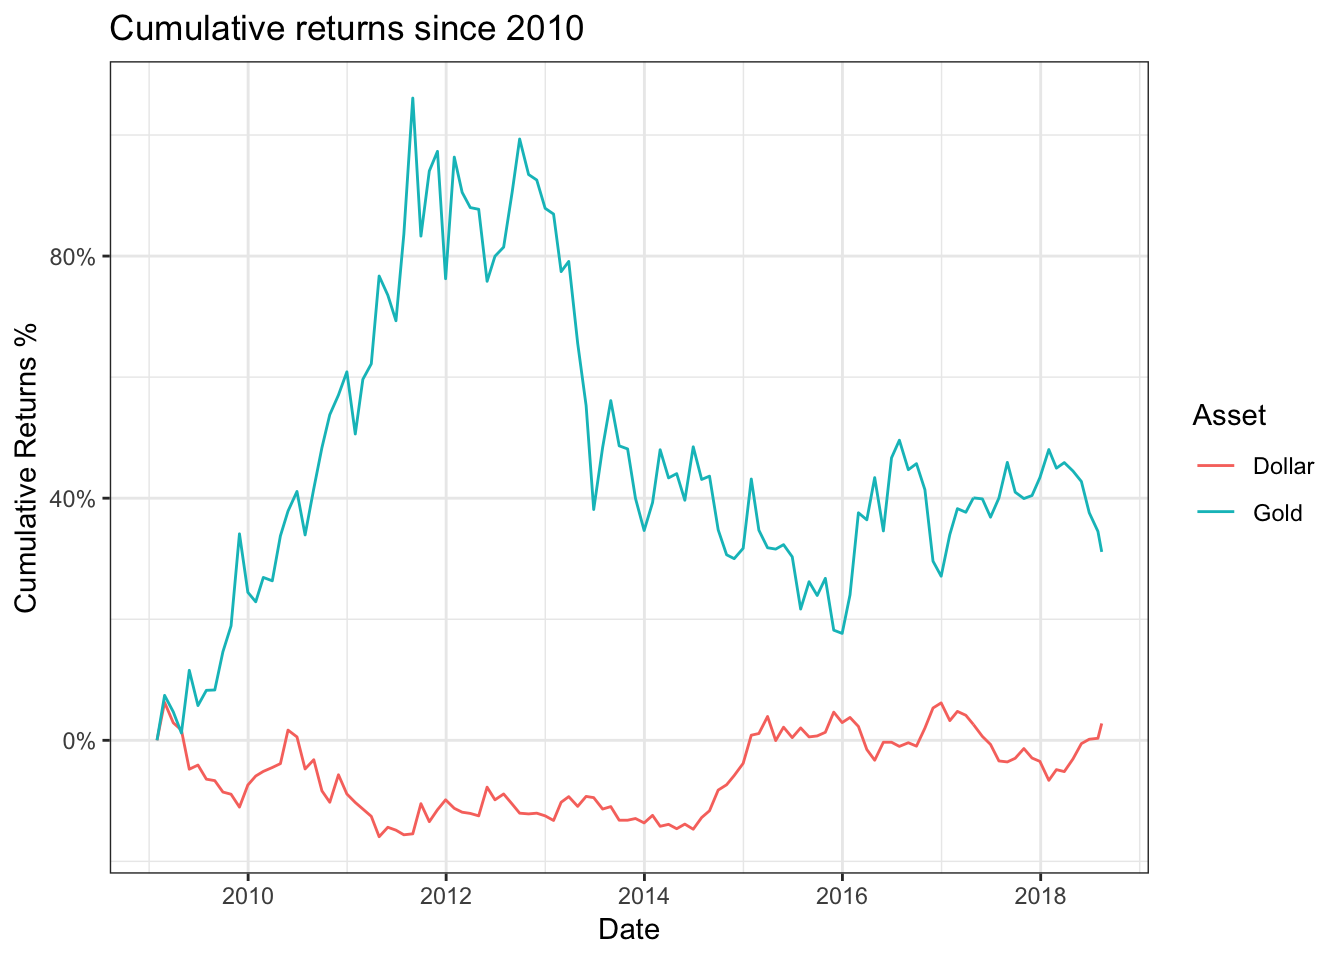 Cumulative returns since 2010
Cumulative Returns %
80%
40%
0%
2010 2012 2014 2016 2018
Date
Asset
Dollar
Gold